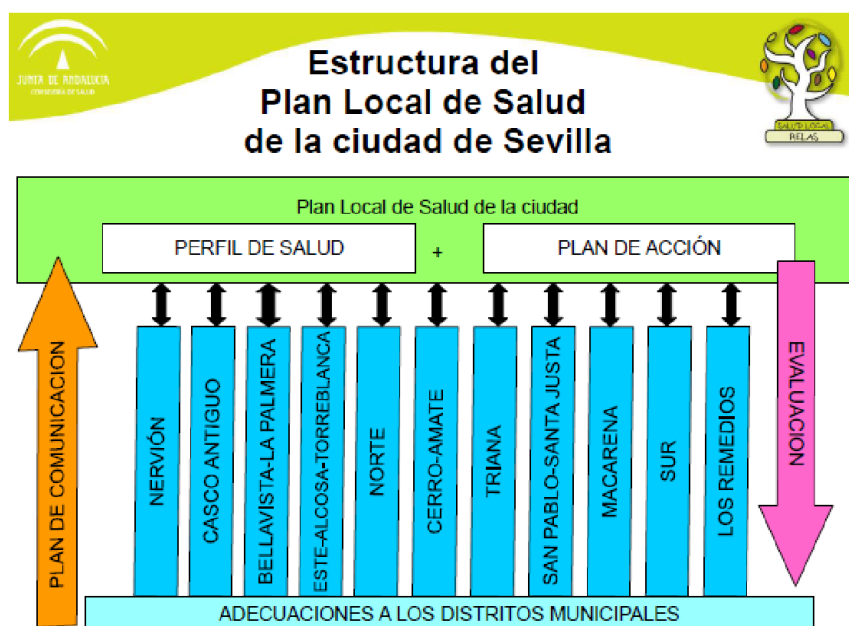 JUNTA DE ANDALUCIA
CONSEJERÍA DE SALUD
Estructura del
Plan Local de Salud
de la ciudad de Sevilla
SALUD LOCAL
RELAS
Plan Local de Salud de la ciudad
PERFIL DE SALUD
+
PLAN DE ACCIÓN
PLAN DE COMUNICACION
NERVIÓN
CASCO ANTIGUO
BELLAVISTA-LA PALMERA
ESTE-ALCOSA-TORREBLANCA
NORTE
CERRO-AMATE
TRIANA
SAN PABLO-SANTA JUSTA
MACARENA
SUR
LOS REMEDIOS
EVALUACION
ADECUACIONES A LOS DISTRITOS MUNICIPALES